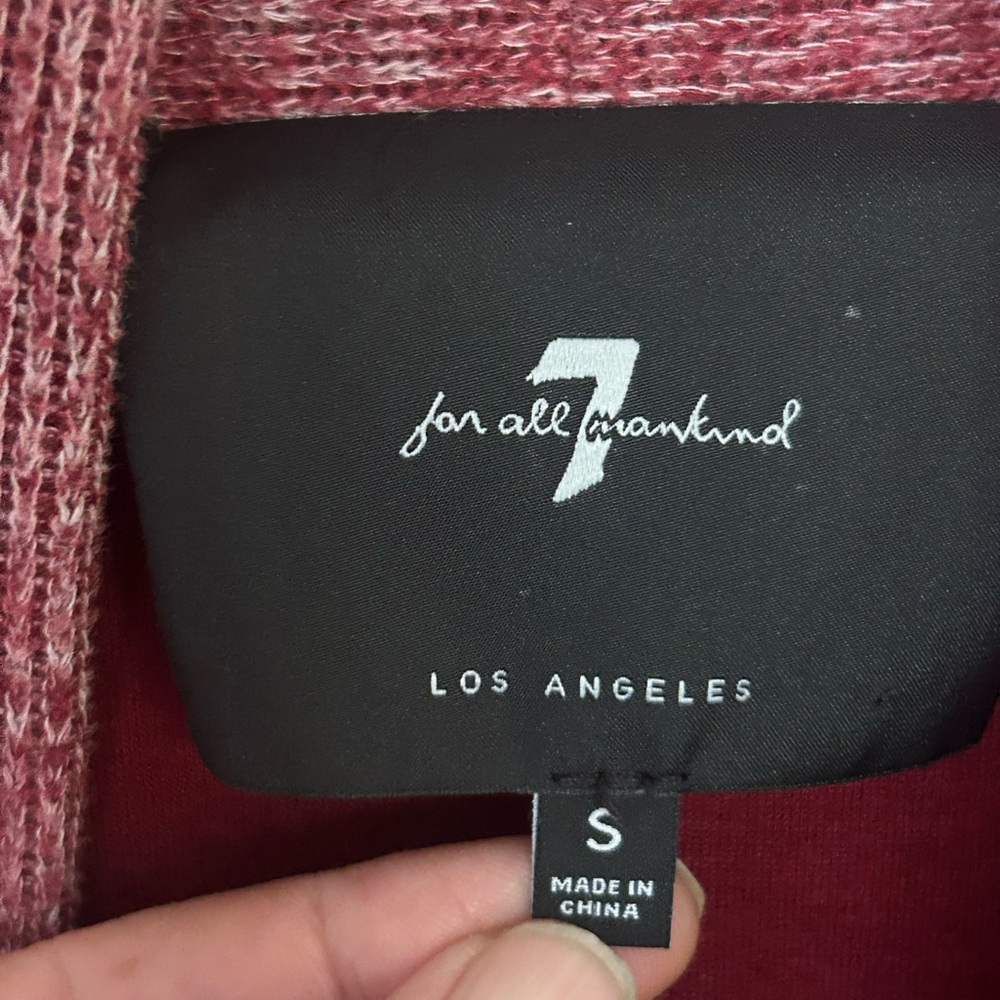 7
for all mankind
LOS ANGELES
S
MADE IN
CHINA